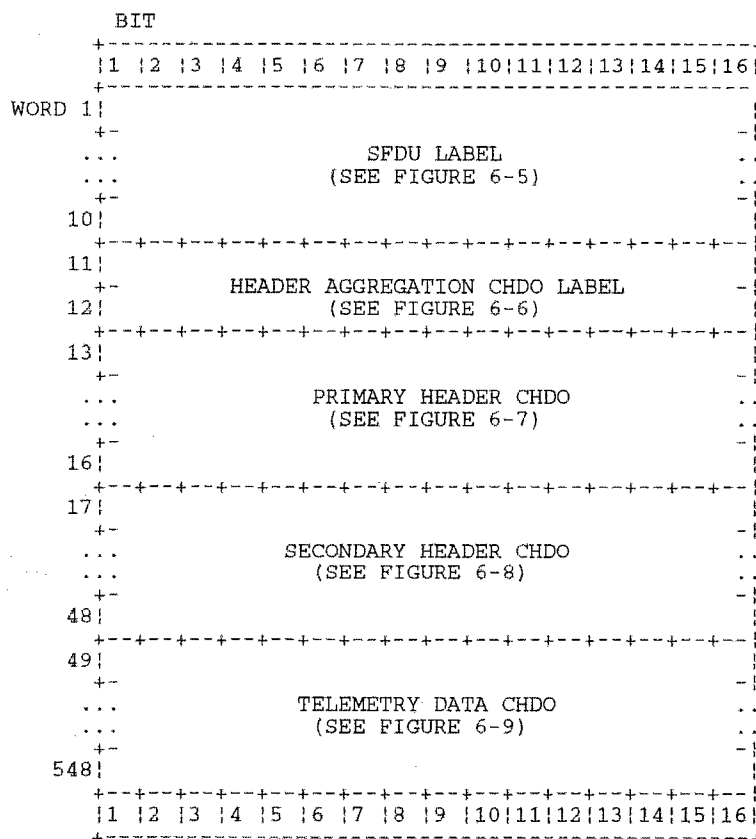 BIT
|1 |2 |3 |4 |5 |6 |7 |8 |9 |10|11|12|13|14|15|16|
WORD 1|
... SFDU LABEL ..
... (SEE FIGURE 6-5) ..
10|
11|
HEADER AGGREGATION CHDO LABEL
12| (SEE FIGURE 6-6)
13|
... PRIMARY HEADER CHDO ..
... (SEE FIGURE 6-7) ..
16|
17|
... SECONDARY HEADER CHDO ..
... (SEE FIGURE 6-8) ..
48|
49|
... TELEMETRY DATA CHDO ..
... (SEE FIGURE 6-9) ..
548|
|1 |2 |3 |4 |5 |6 |7 |8 |9 |10|11|12|13|14|15|16|